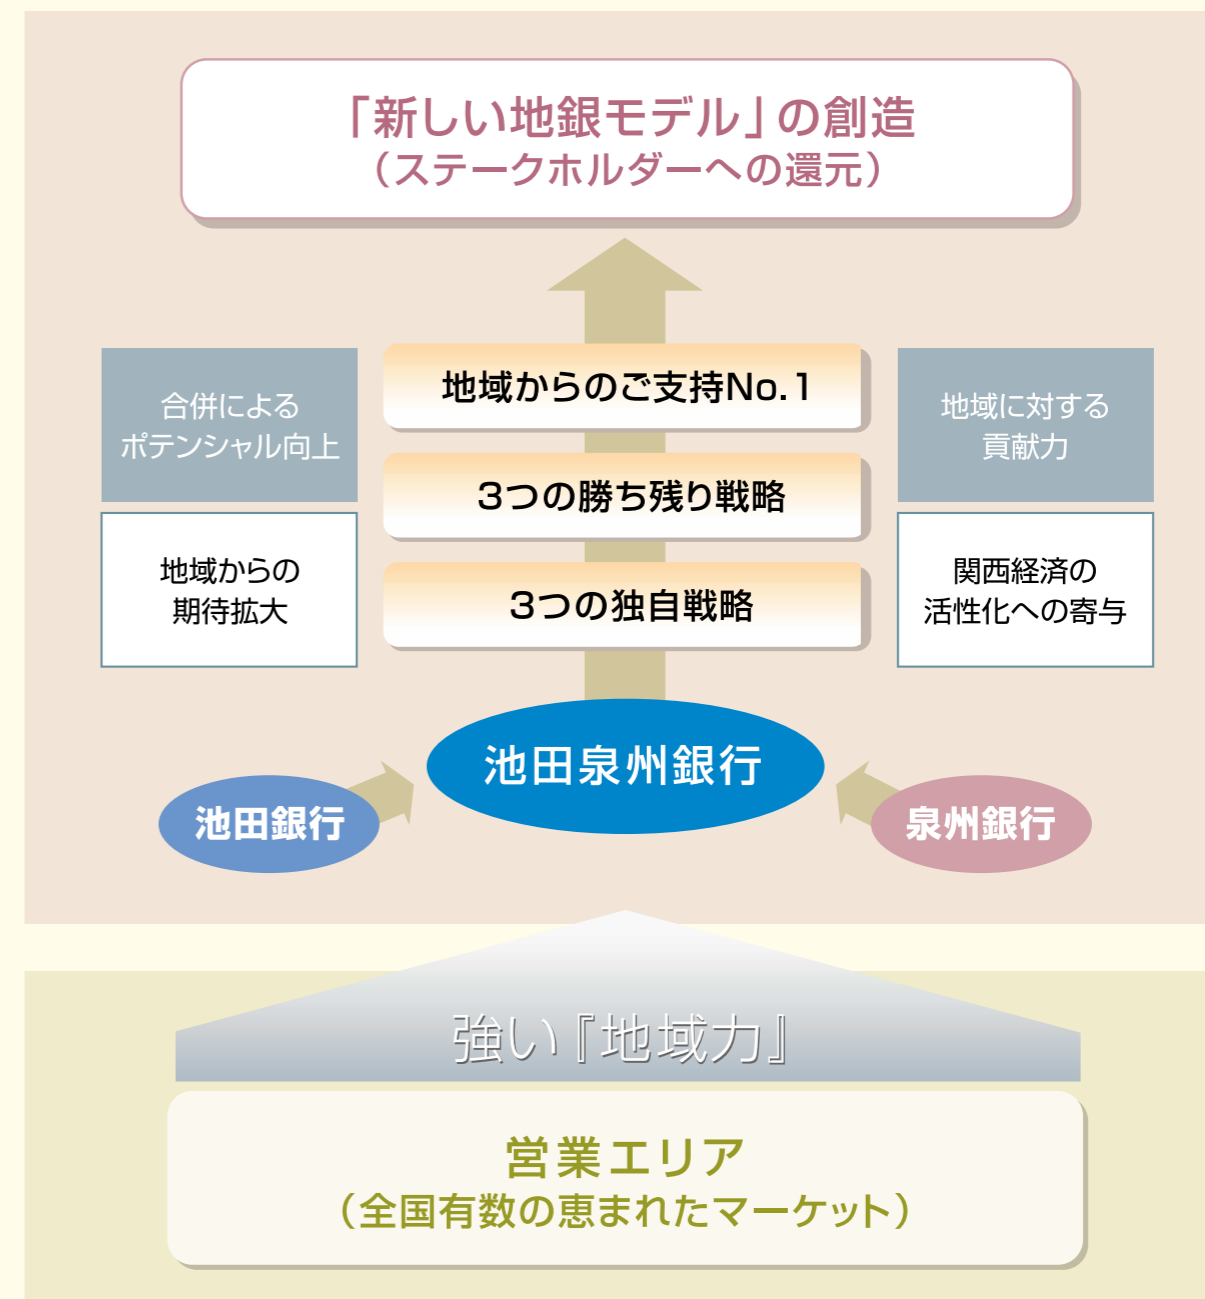 「新しい地銀モデル」の創造
（ステークホルダーへの還元）
合併による
ポテンシャル向上
地域からの
期待拡大
地域からのご支持No.1
3つの勝ち残り戦略
3つの独自戦略
地域に対する
貢献力
関西経済の
活性化への寄与
池田泉州銀行
池田銀行
泉州銀行
強い『地域力』
営業エリア
（全国有数の恵まれたマーケット）